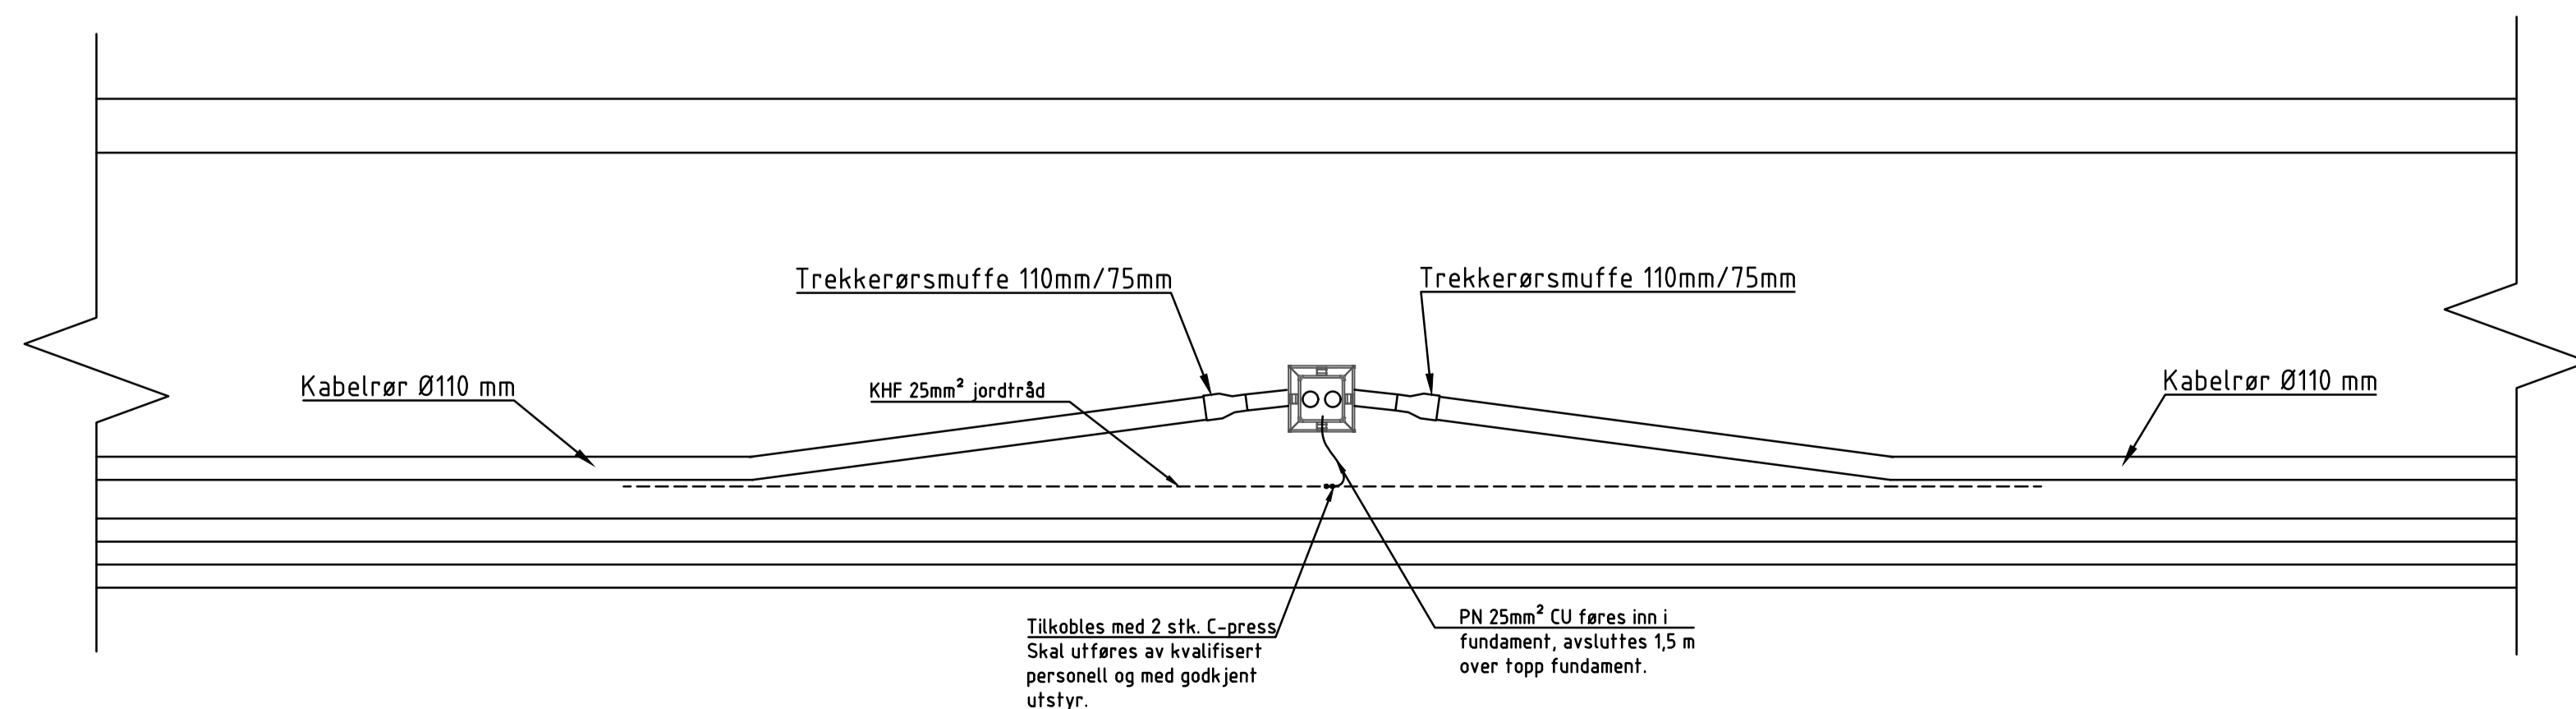 Trekkerørsmuffe 110mm/75mm
Trekkerørsmuffe 110mm/75mm
Kabelrør Ø110 mm
KHF 25mm² jordtråd
Kabelrør Ø110 mm
Tilkobles med 2 stk. C-press
Skal utføres av kvalifisert
personell og med godkjent
utstyr.
PN 25mm² CU føres inn i
fundament, avsluttes 1,5 m
over topp fundament.